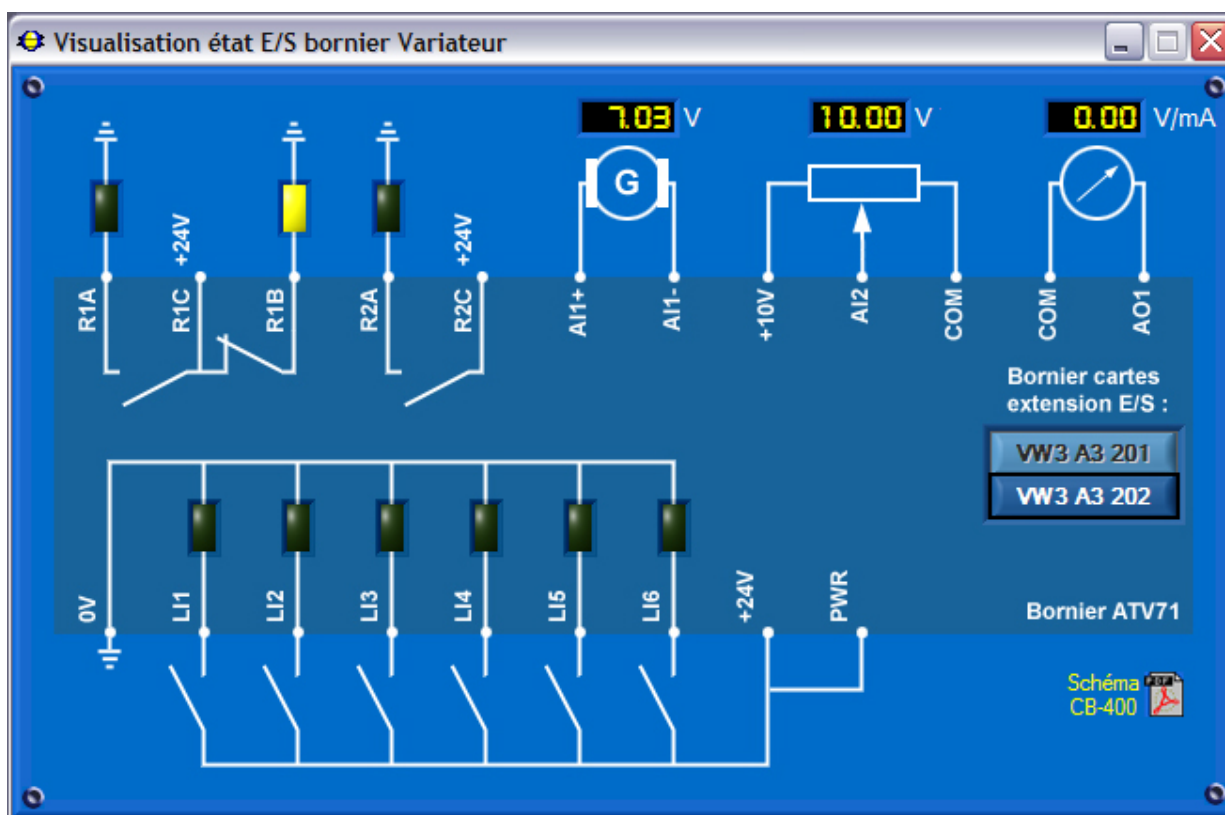 Visualisation état E/S bornier Variateur
7.03 V
10.00 V
0.00 V/mA
G
+24V
+24V
R1A
R1C
R1B
R2A
R2C
AI1+
AI1-
+10V
AI2
COM
COM
AO1
Bornier cartes
extension E/S :
VW3 A3 201
VW3 A3 202
0V
LI1
LI2
LI3
LI4
LI5
LI6
+24V
PWR
Bornier ATV71
Schéma
CB-400
PDF